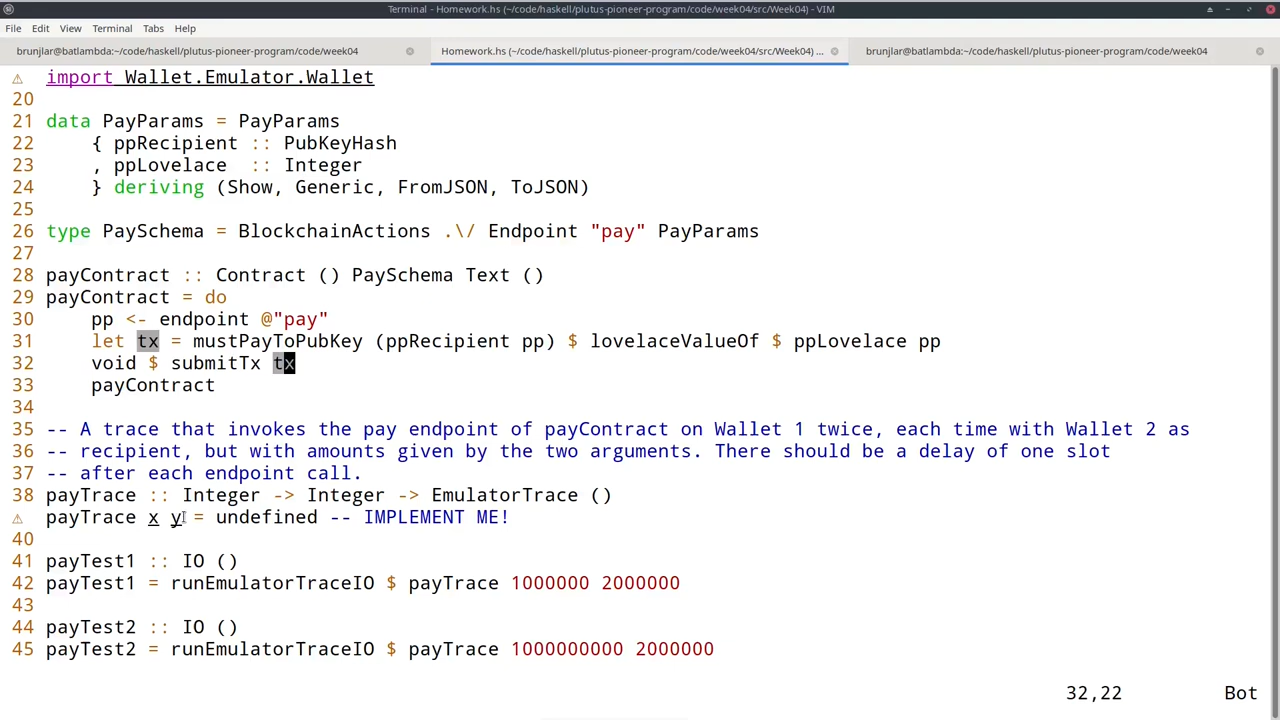 Terminal - Homework.hs (~/code/haskell/plutus-pioneer-program/code/week04/src/Week04) - VIM
File Edit View Terminal Tabs Help
brunjlar@batlambda:~/code/haskell/plutus-pioneer-program/code/week04 Homework.hs (~/code/haskell/plutus-pioneer-program/code/week04/src/Week04) ... brunjlar@batlambda:~/code/haskell/plutus-pioneer-program/code/week04
⚠ import Wallet.Emulator.Wallet
20
21 data PayParams = PayParams
22     { ppRecipient :: PubKeyHash
23     , ppLovelace  :: Integer
24     } deriving (Show, Generic, FromJSON, ToJSON)
25
26 type PaySchema = BlockchainActions .\/ Endpoint "pay" PayParams
27
28 payContract :: Contract () PaySchema Text ()
29 payContract = do
30     pp <- endpoint @"pay"
31     let tx = mustPayToPubKey (ppRecipient pp) $ lovelaceValueOf $ ppLovelace pp
32     void $ submitTx tx
33     payContract
34
35 -- A trace that invokes the pay endpoint of payContract on Wallet 1 twice, each time with Wallet 2 as
36 -- recipient, but with amounts given by the two arguments. There should be a delay of one slot
37 -- after each endpoint call.
38 payTrace :: Integer -> Integer -> EmulatorTrace ()
⚠ payTrace x y = undefined -- IMPLEMENT ME!
40
41 payTest1 :: IO ()
42 payTest1 = runEmulatorTraceIO $ payTrace 1000000 2000000
43
44 payTest2 :: IO ()
45 payTest2 = runEmulatorTraceIO $ payTrace 1000000000 2000000
32,22 Bot